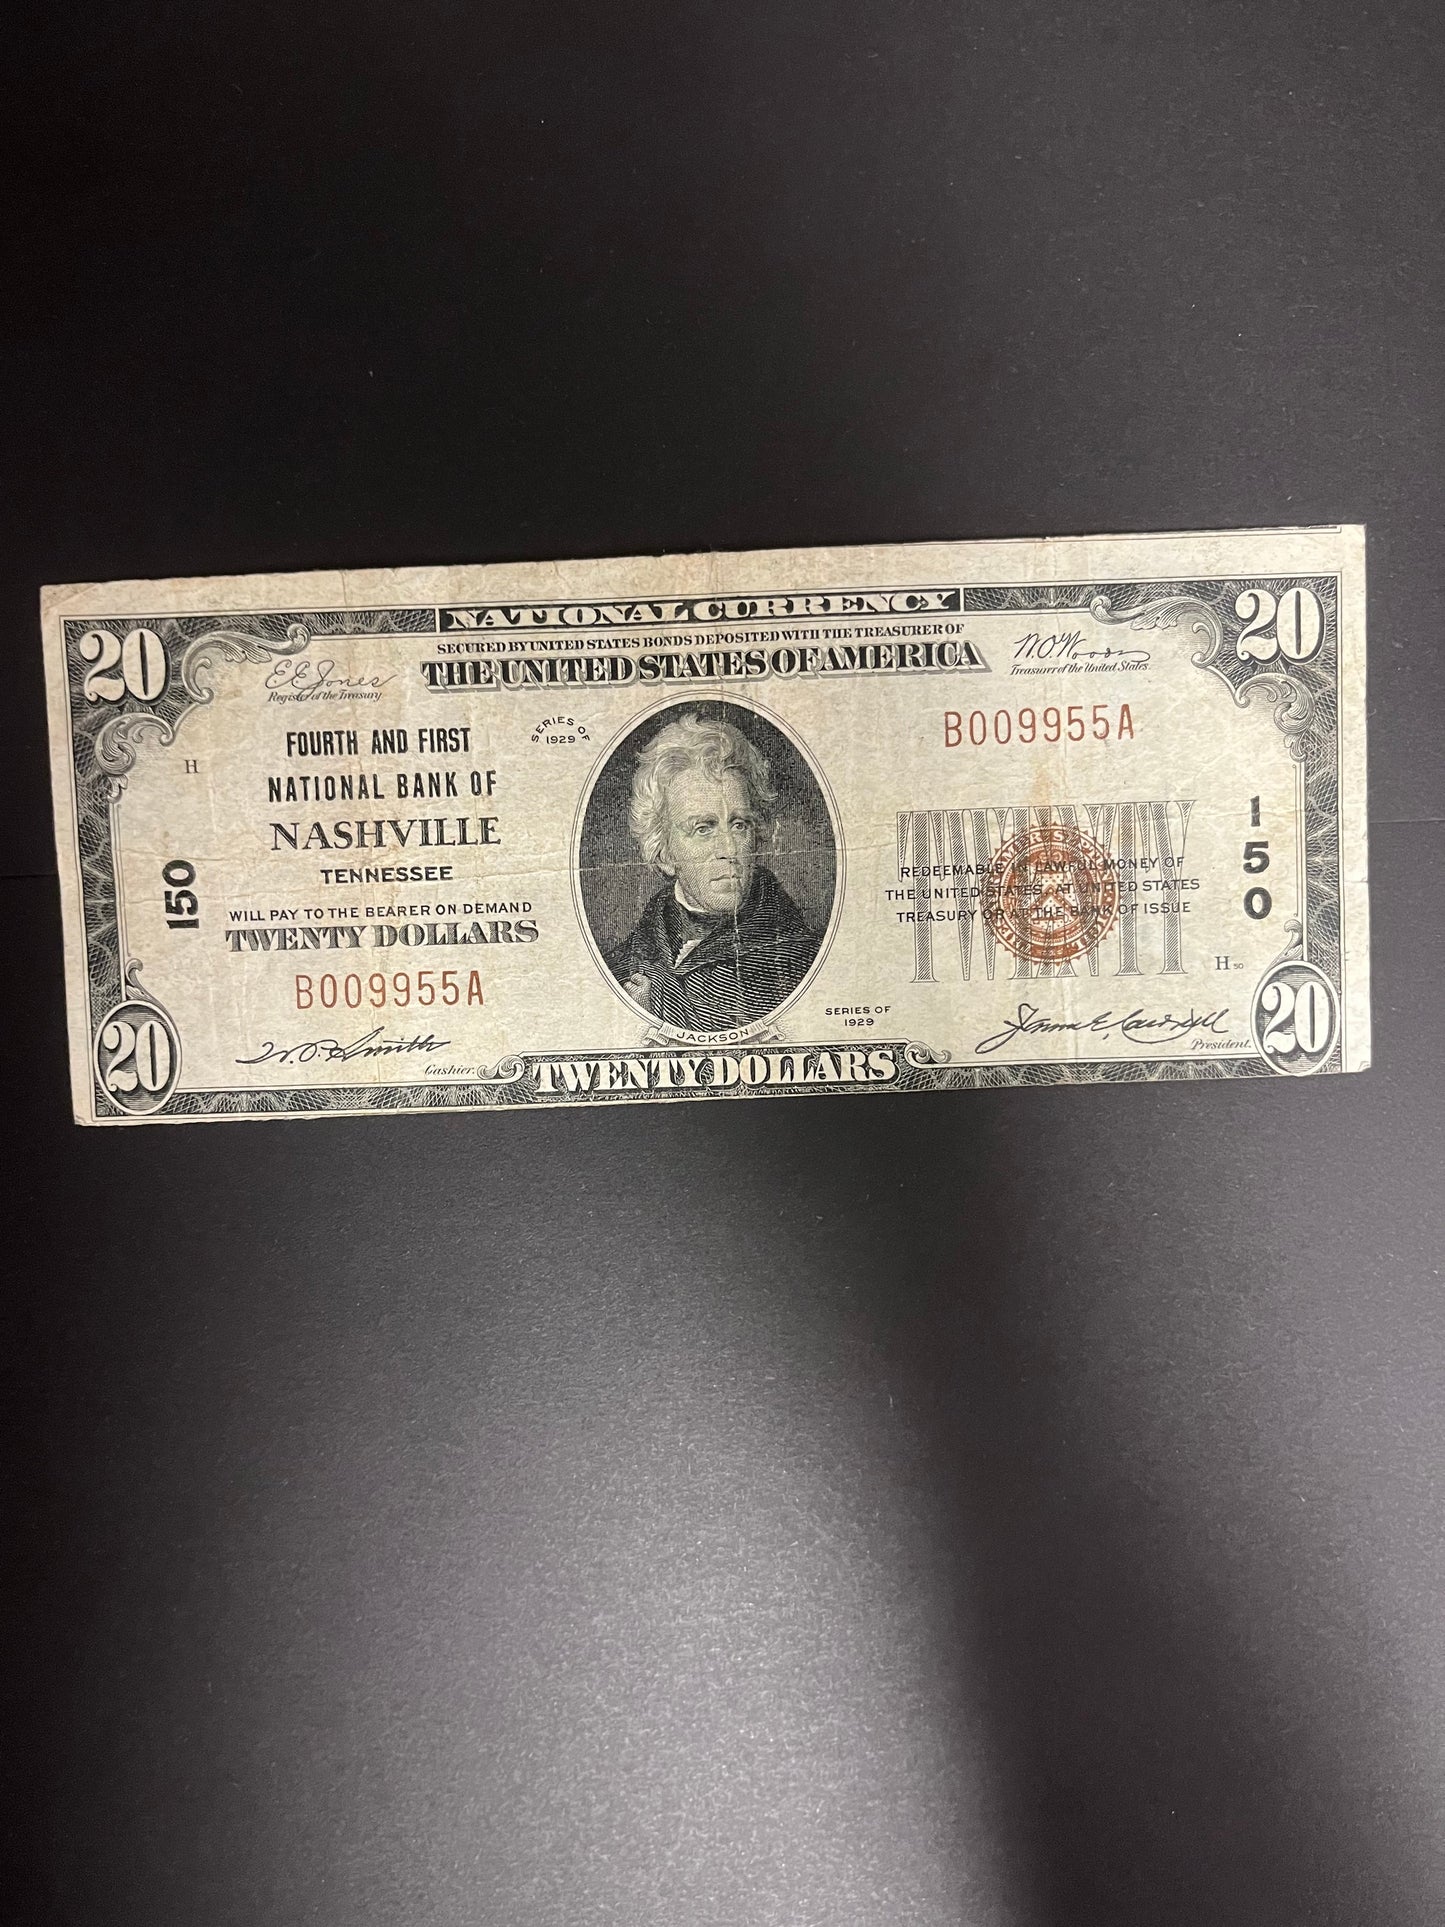 NATIONAL CURRENCY
SECURED BY UNITED STATES BONDS DEPOSITED WITH THE TREASURER OF
THE UNITED STATES OF AMERICA
20
20
E E Jones
Register of the Treasury
W.O. Woods
Treasurer of the United States
SERIES OF
1929
B009955A
FOURTH AND FIRST
NATIONAL BANK OF
NASHVILLE
TENNESSEE
H
150
WILL PAY TO THE BEARER ON DEMAND
TWENTY DOLLARS
B009955A
TWENTY
REDEEMABLE IN LAWFUL MONEY OF
THE UNITED STATES AT UNITED STATES
TREASURY OR AT THE BANK OF ISSUE
150
H 50
SERIES OF
1929
JACKSON
Smith
Cashier.
President.
20
TWENTY DOLLARS
20